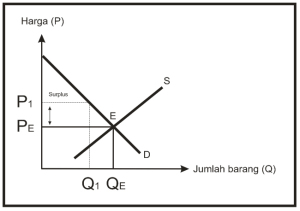 Harga (P)
S
P1
Surplus
E
PE
D
Jumlah barang (Q)
Q1 QE